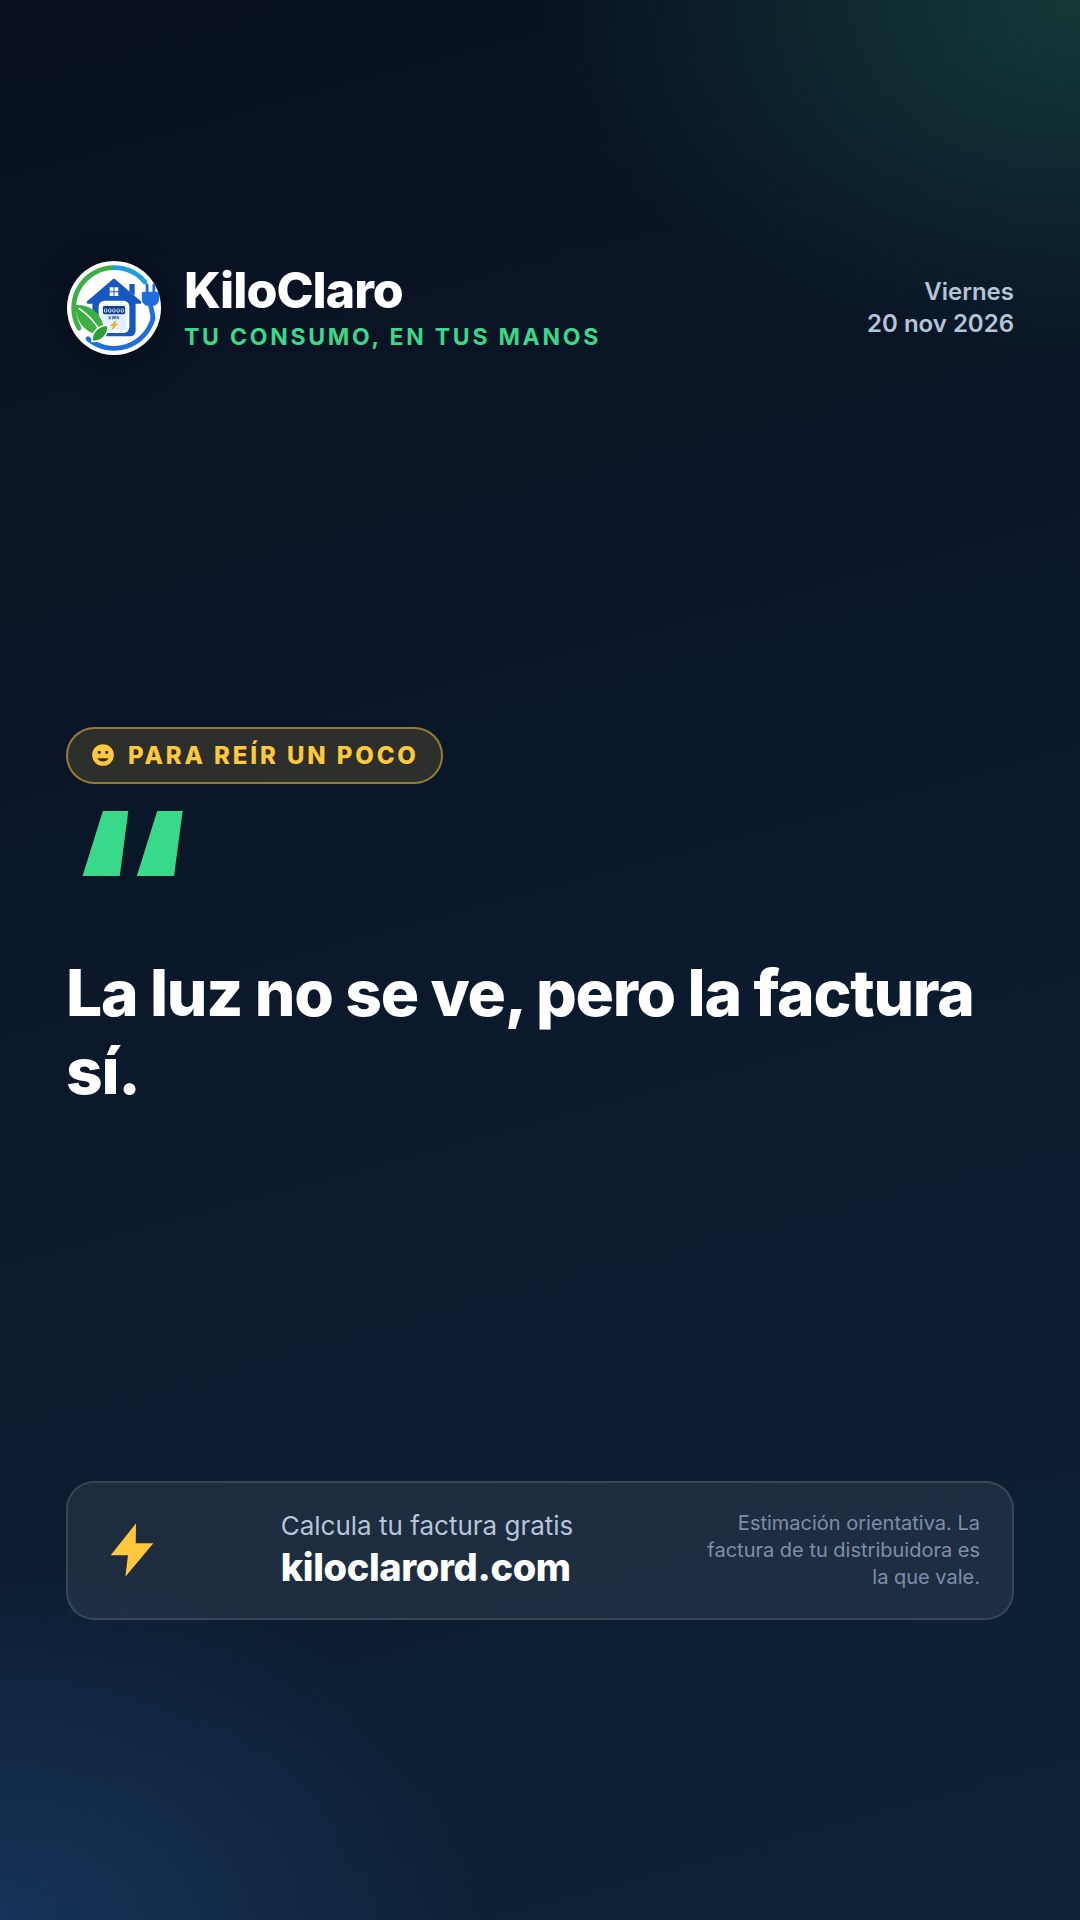 KiloClaro
TU CONSUMO, EN TUS MANOS
Viernes
20 nov 2026
PARA REÍR UN POCO
"
La luz no se ve, pero la factura
sí.
Calcula tu factura gratis
kiloclarord.com
Estimación orientativa. La
factura de tu distribuidora es
la que vale.